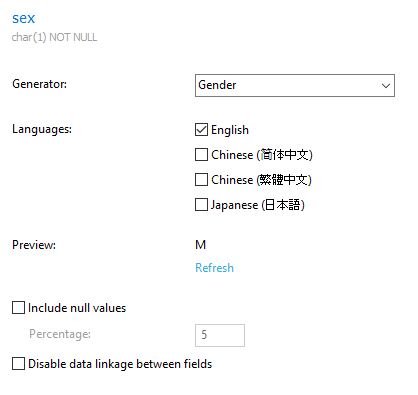 sex
char(1) NOT NULL
Generator: Gender
Languages: English
Chinese (简体中文)
Chinese (繁體中文)
Japanese (日本語)
Preview: M
Refresh
Include null values
Percentage: 5
Disable data linkage between fields